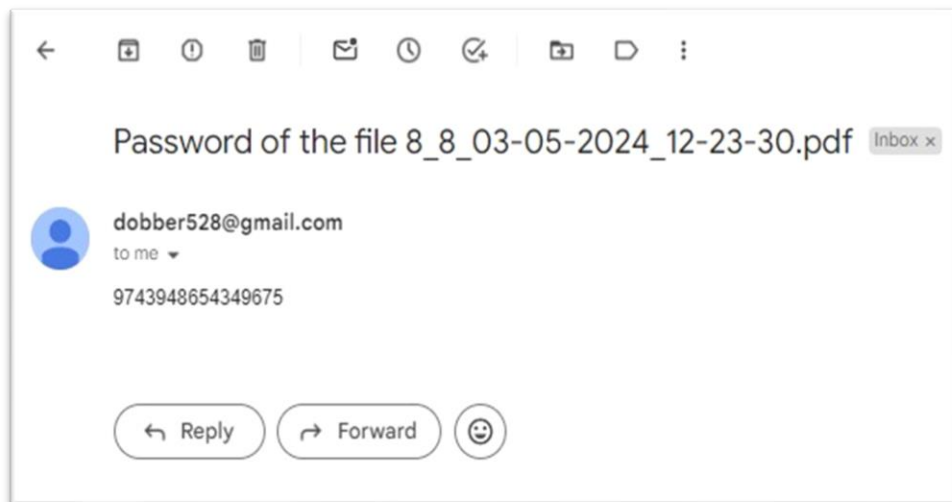 Password of the file 8_8_03-05-2024_12-23-30.pdf Inbox x
dobber528@gmail.com
to me
9743948654349675
Reply Forward